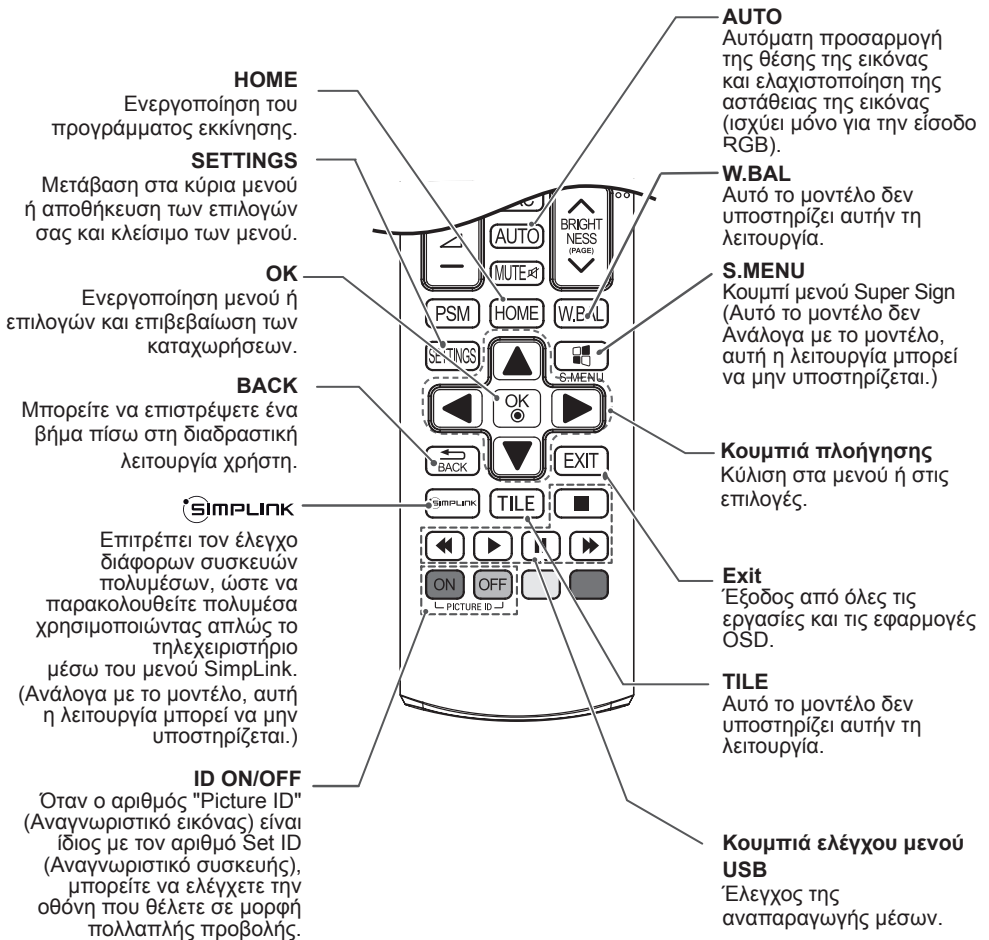 HOME
Ενεργοποίηση του
προγράμματος εκκίνησης.
SETTINGS
Μετάβαση στα κύρια μενού
ή αποθήκευση των επιλογών
σας και κλείσιμο των μενού.
OK
Ενεργοποίηση μενού ή
επιλογών και επιβεβαίωση των
καταχωρήσεων.
BACK
Μπορείτε να επιστρέψετε ένα
βήμα πίσω στη διαδραστική
λειτουργία χρήστη.
SIMPLINK
Επιτρέπει τον έλεγχο
διάφορων συσκευών
πολυμέσων, ώστε να
παρακολουθείτε πολυμέσα
χρησιμοποιώντας απλώς το
τηλεχειριστήριο
μέσω του μενού SimpLink.
(Ανάλογα με το μοντέλο, αυτή
η λειτουργία μπορεί να μην
υποστηρίζεται.)
ID ON/OFF
Όταν ο αριθμός "Picture ID"
(Αναγνωριστικό εικόνας) είναι
ίδιος με τον αριθμό Set ID
(Αναγνωριστικό συσκευής),
μπορείτε να ελέγχετε την
οθόνη που θέλετε σε μορφή
πολλαπλής προβολής.
AUTO
BRIGHT
NESS
(PAGE)
MUTE
PSM
HOME
W.BAL
SETTINGS
S.MENU
OK
BACK
EXIT
SIMPLINK
TILE
ON
OFF
PICTURE ID
AUTO
Αυτόματη προσαρμογή
της θέσης της εικόνας
και ελαχιστοποίηση της
αστάθειας της εικόνας
(ισχύει μόνο για την είσοδο
RGB).
W.BAL
Αυτό το μοντέλο δεν
υποστηρίζει αυτήν τη
λειτουργία.
S.MENU
Κουμπί μενού Super Sign
(Αυτό το μοντέλο δεν
Ανάλογα με το μοντέλο,
αυτή η λειτουργία μπορεί
να μην υποστηρίζεται.)
Κουμπιά πλοήγησης
Κύλιση στα μενού ή στις
επιλογές.
Exit
Έξοδος από όλες τις
εργασίες και τις εφαρμογές
OSD.
TILE
Αυτό το μοντέλο δεν
υποστηρίζει αυτήν τη
λειτουργία.
Κουμπιά ελέγχου μενού
USB
Έλεγχος της
αναπαραγωγής μέσων.